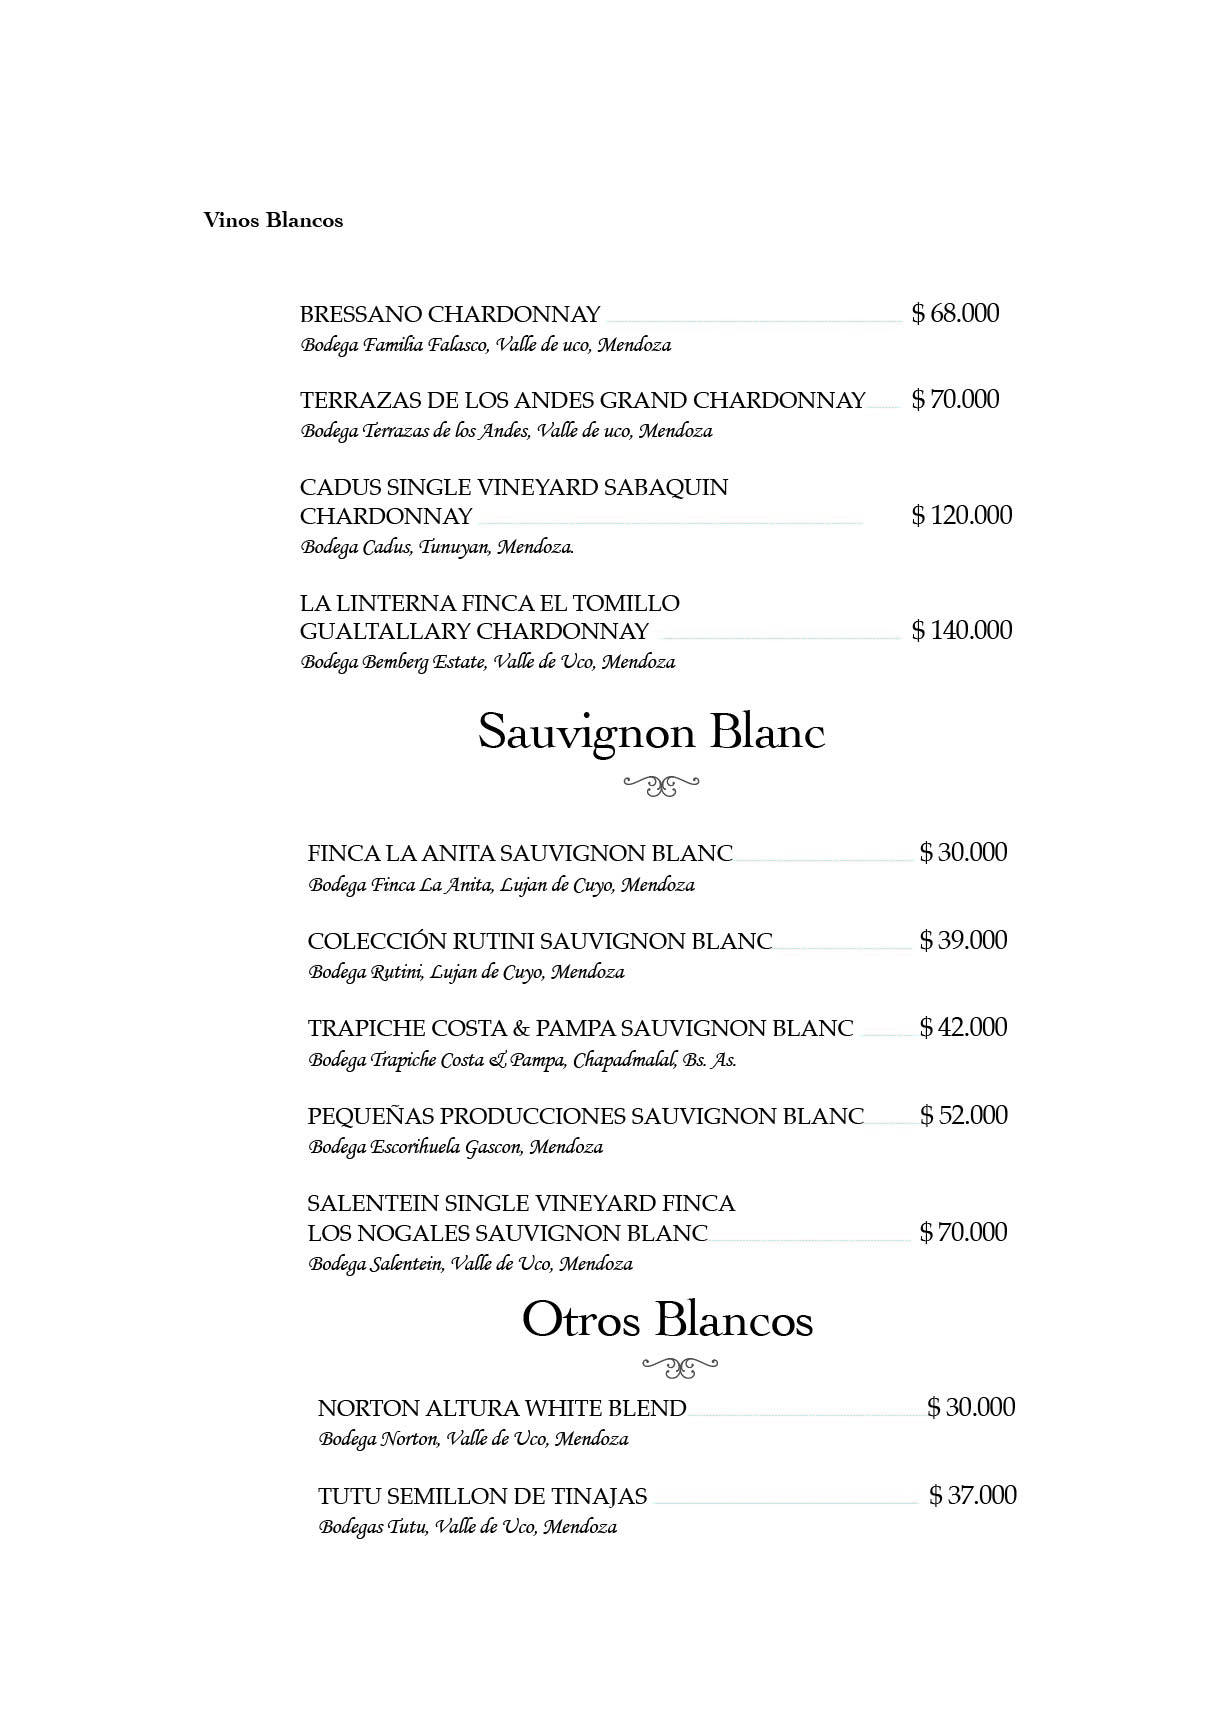 Vinos Blancos
BRESSANO CHARDONNAY $ 68.000
Bodega Familia Falasco, Valle de uco, Mendoza
TERRAZAS DE LOS ANDES GRAND CHARDONNAY $ 70.000
Bodega Terrazas de los Andes, Valle de uco, Mendoza
CADUS SINGLE VINEYARD SABAQUIN
CHARDONNAY $ 120.000
Bodega Cadus, Tunuyan, Mendoza.
LA LINTERNA FINCA EL TOMILLO
GUALTALLARY CHARDONNAY $ 140.000
Bodega Bemberg Estate, Valle de Uco, Mendoza
Sauvignon Blanc
FINCA LA ANITA SAUVIGNON BLANC $ 30.000
Bodega Finca La Anita, Lujan de Cuyo, Mendoza
COLECCIÓN RUTINI SAUVIGNON BLANC $ 39.000
Bodega Rutini, Lujan de Cuyo, Mendoza
TRAPICHE COSTA & PAMPA SAUVIGNON BLANC $ 42.000
Bodega Trapiche Costa & Pampa, Chapadmalal, Bs. As.
PEQUEÑAS PRODUCCIONES SAUVIGNON BLANC $ 52.000
Bodega Escorihuela Gascon, Mendoza
SALENTEIN SINGLE VINEYARD FINCA
LOS NOGALES SAUVIGNON BLANC $ 70.000
Bodega Salentein, Valle de Uco, Mendoza
Otros Blancos
NORTON ALTURA WHITE BLEND $ 30.000
Bodega Norton, Valle de Uco, Mendoza
TUTU SEMILLON DE TINAJAS $ 37.000
Bodegas Tutu, Valle de Uco, Mendoza